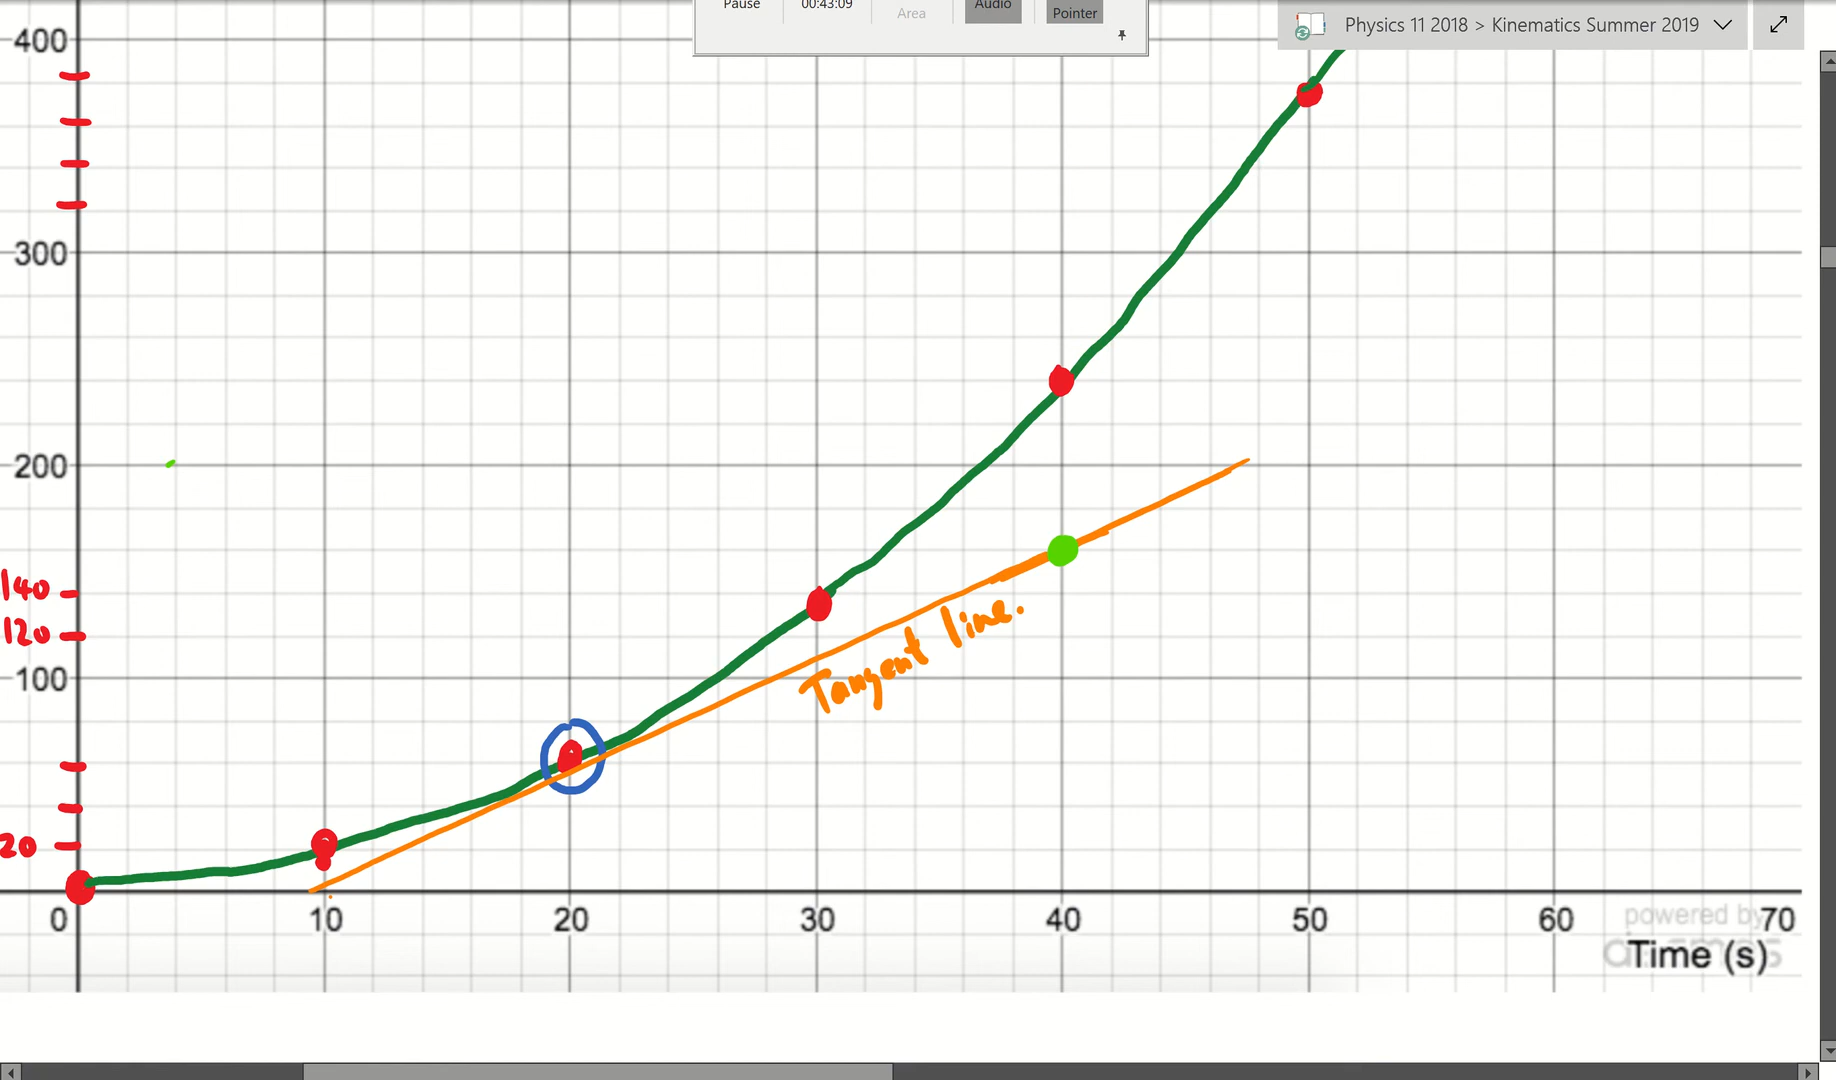 Pause 00:43:09 Area Audio Pointer
Physics 11 2018 > Kinematics Summer 2019
400
300
200
140
120
100
Tangent line.
20
0 10 20 30 40 50 60 70
powered by
Time (s)